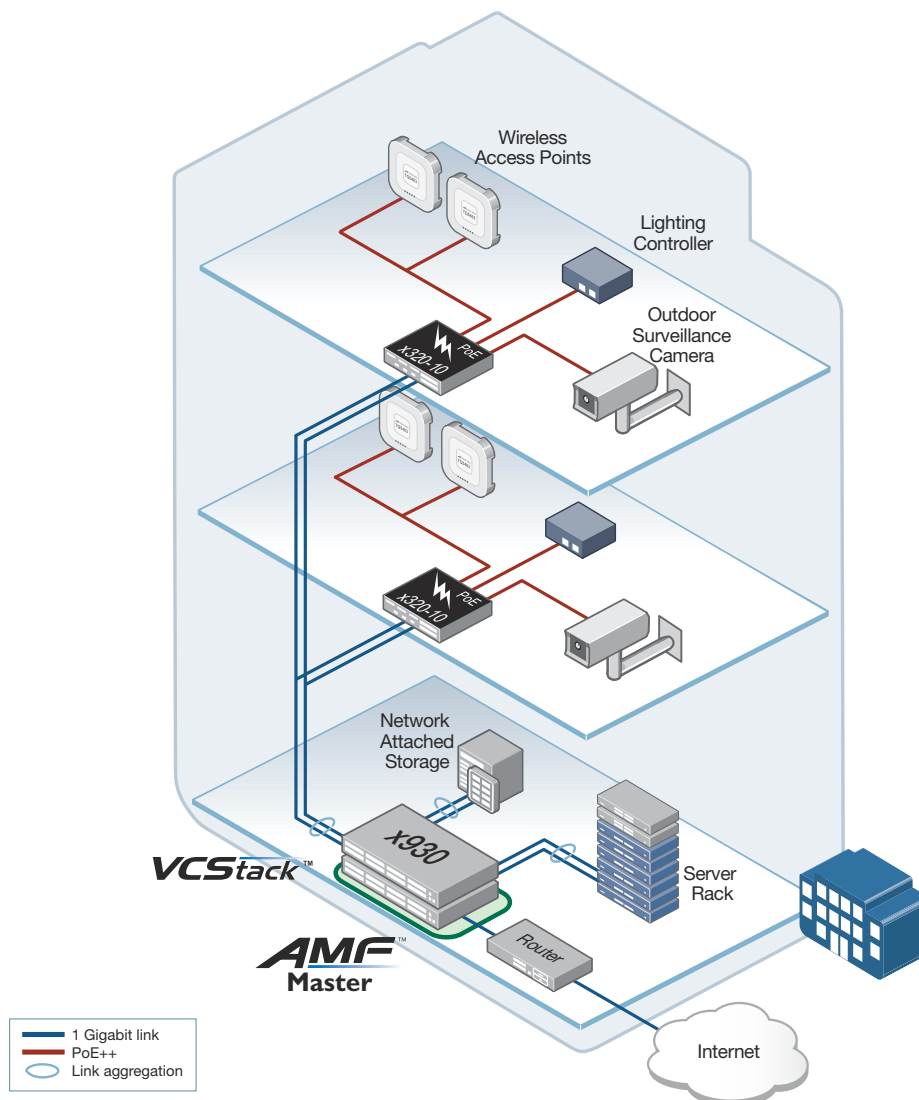 Wireless
Access Points
Lighting
Controller
Outdoor
Surveillance
Camera
PoE
x320-10
PoE
x320-10
Network
Attached
Storage
x930
VCStack™
Server
Rack
AMF™
Master
Router
Internet
1 Gigabit link
PoE++
Link aggregation